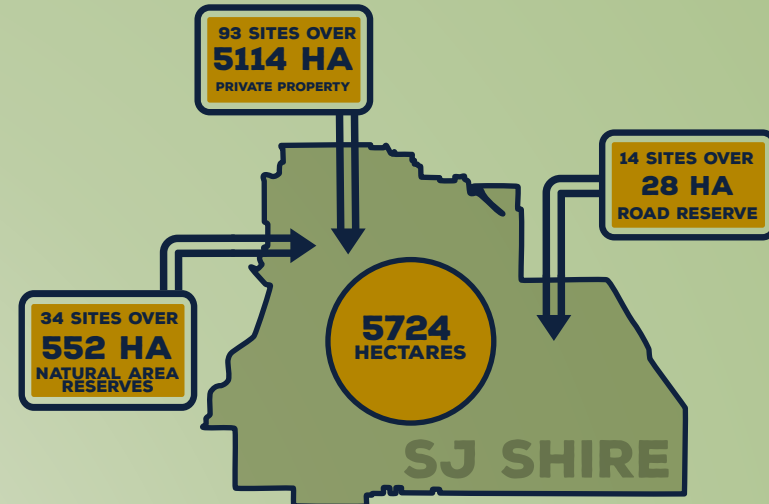 93 SITES OVER
5114 HA
PRIVATE PROPERTY
14 SITES OVER
28 HA
ROAD RESERVE
34 SITES OVER
552 HA
NATURAL AREA
RESERVES
5724
HECTARES
SJ SHIRE